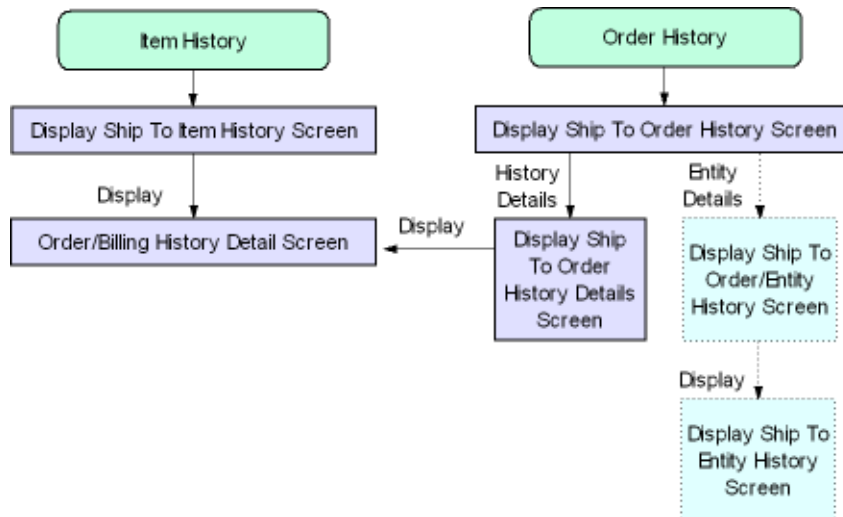 Item History
Order History
Display Ship To Item History Screen
Display Ship To Order History Screen
Display
History
Details
Entity
Details
Order/Billing History Detail Screen
Display
Display Ship
To Order
History Details
Screen
Display Ship To
Order/Entity
History Screen
Display
Display Ship To
Entity History
Screen